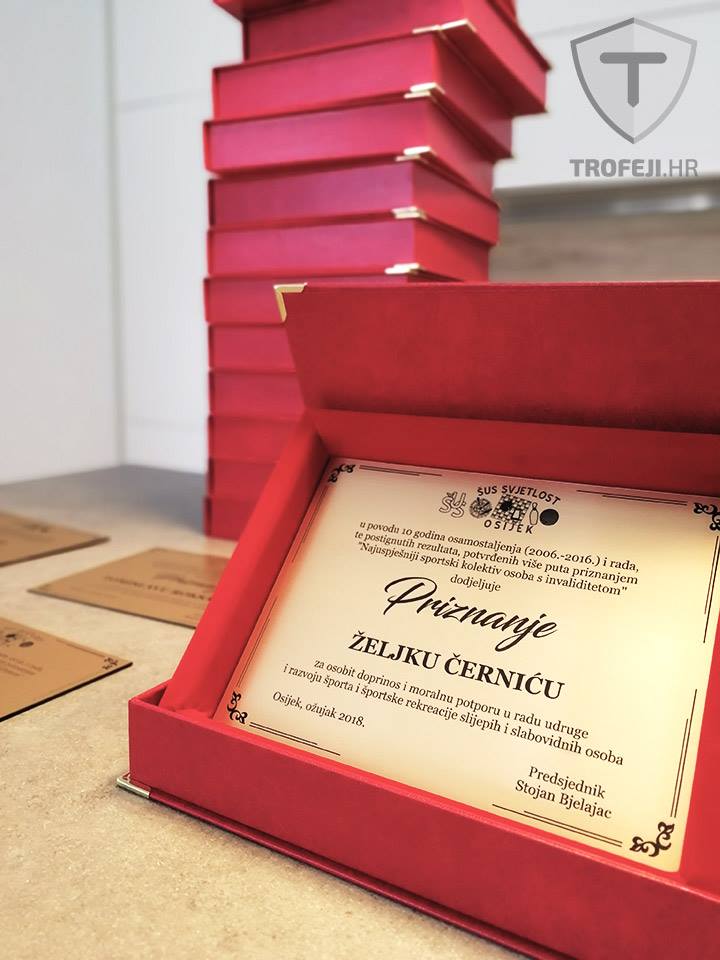 T
TROFEJI.HR
ŠUS SVJETLOST
ŠUS
OSIJEK
u povodu 10 godina osamostaljenja (2006.-2016.) i rada,
te postignutih rezultata, potvrđenih više puta priznanjem
"Najuspješniji sportski kolektiv osoba s invaliditetom"
dodjeljuje
Priznanje
ŽELJKU ČERNIĆU
za osobit doprinos i moralnu potporu u radu udruge
i razvoju športa i športske rekreacije slijepih i slabovidnih osoba
Osijek, ožujak 2018.
Predsjednik
Stojan Bjelajac